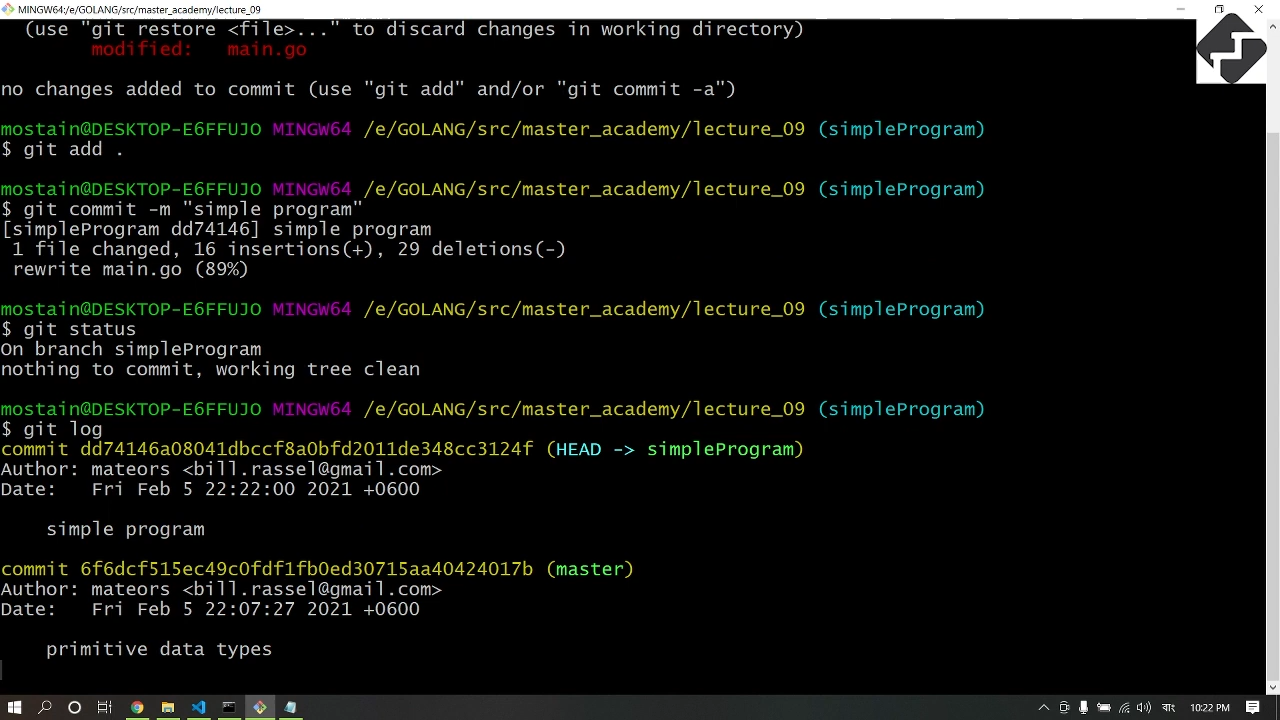 MINGW64:/e/GOLANG/src/master_academy/lecture_09
(use "git restore <file>..." to discard changes in working directory)
modified:   main.go
no changes added to commit (use "git add" and/or "git commit -a")
mostain@DESKTOP-E6FFUJO MINGW64 /e/GOLANG/src/master_academy/lecture_09 (simpleProgram)
$ git add .
mostain@DESKTOP-E6FFUJO MINGW64 /e/GOLANG/src/master_academy/lecture_09 (simpleProgram)
$ git commit -m "simple program"
[simpleProgram dd74146] simple program
1 file changed, 16 insertions(+), 29 deletions(-)
rewrite main.go (89%)
mostain@DESKTOP-E6FFUJO MINGW64 /e/GOLANG/src/master_academy/lecture_09 (simpleProgram)
$ git status
On branch simpleProgram
nothing to commit, working tree clean
mostain@DESKTOP-E6FFUJO MINGW64 /e/GOLANG/src/master_academy/lecture_09 (simpleProgram)
$ git log
commit dd74146a08041dbccf8a0bfd2011de348cc3124f (HEAD -> simpleProgram)
Author: mateors <bill.rassel@gmail.com>
Date:   Fri Feb 5 22:22:00 2021 +0600
simple program
commit 6f6dcf515ec49c0fdf1fb0ed30715aa40424017b (master)
Author: mateors <bill.rassel@gmail.com>
Date:   Fri Feb 5 22:07:27 2021 +0600
primitive data types
10:22 PM